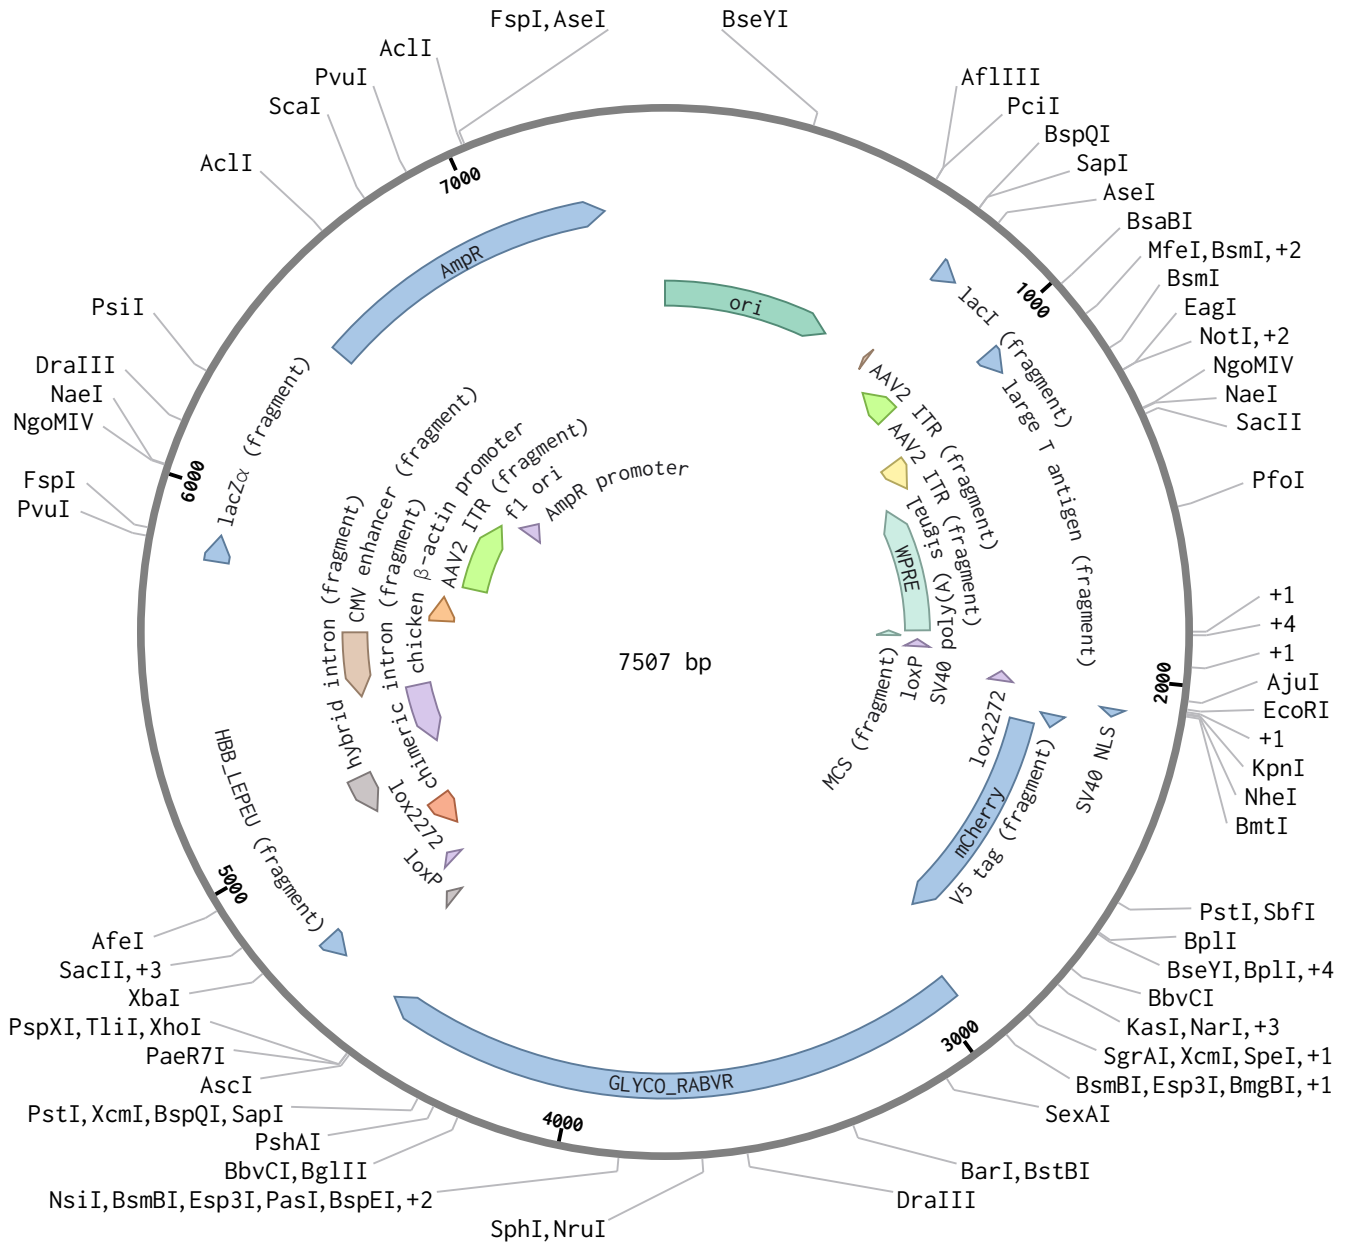 FspI,AseI
BseYI
AclI
AflIII
PvuI
PciI
ScaI
BspQI
SapI
AclI
AseI
BsaBI
MfeI,BsmI,+2
BsmI
EagI
NotI,+2
NgoMIV
NaeI
SacII
PfoI
+1
+4
+1
AjuI
EcoRI
+1
KpnI
NheI
BmtI
PstI,SbfI
BplI
BseYI,BplI,+4
BbvCI
KasI,NarI,+3
SgrAI,XcmI,SpeI,+1
BsmBI,Esp3I,BmgBI,+1
SexAI
BarI,BstBI
DraIII
SphI,NruI
NsiI,BsmBI,Esp3I,PasI,BspEI,+2
BbvCI,BglII
PshAI
PstI,XcmI,BspQI,SapI
AscI
PaeR7I
PspXI,TliI,XhoI
XbaI
SacII,+3
AfeI
PvuI
FspI
NgoMIV
NaeI
DraIII
PsiI
7000
1000
2000
3000
4000
5000
6000
AmpR
ori
lacI (fragment)
large T antigen (fragment)
AAV2 ITR (fragment)
AAV2 ITR (fragment)
SV40 poly(A) signal
WPRE
loxP
MCS (fragment)
lox2272
SV40 NLS
V5 tag (fragment)
mCherry
GLYCO_RABVR
HBB_LEPEU (fragment)
loxP
lox2272
chimeric intron (fragment)
hybrid intron (fragment)
CMV enhancer (fragment)
chicken β-actin promoter
AAV2 ITR (fragment)
f1 ori
AmpR promoter
lacZα (fragment)
7507 bp